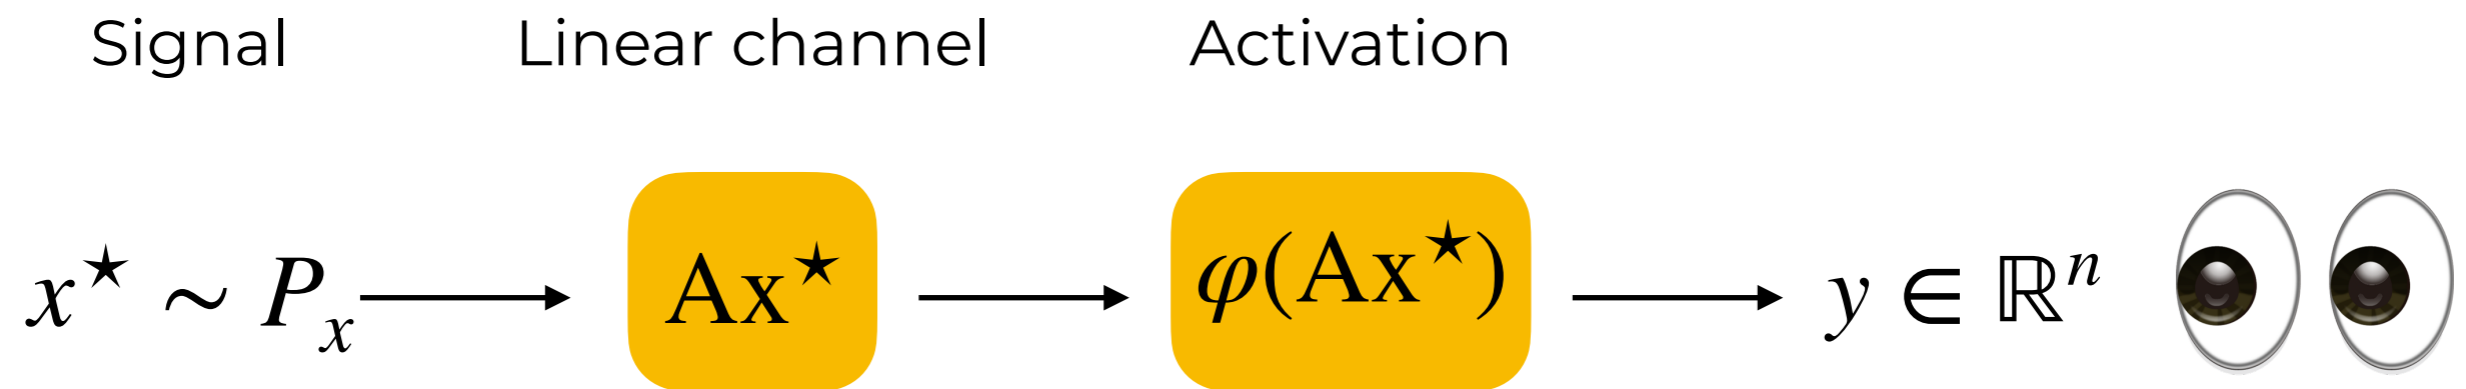 Signal Linear channel Activation
x★ ∼ Pₓ Ax★ φ(Ax★) y ∈ ℝⁿ